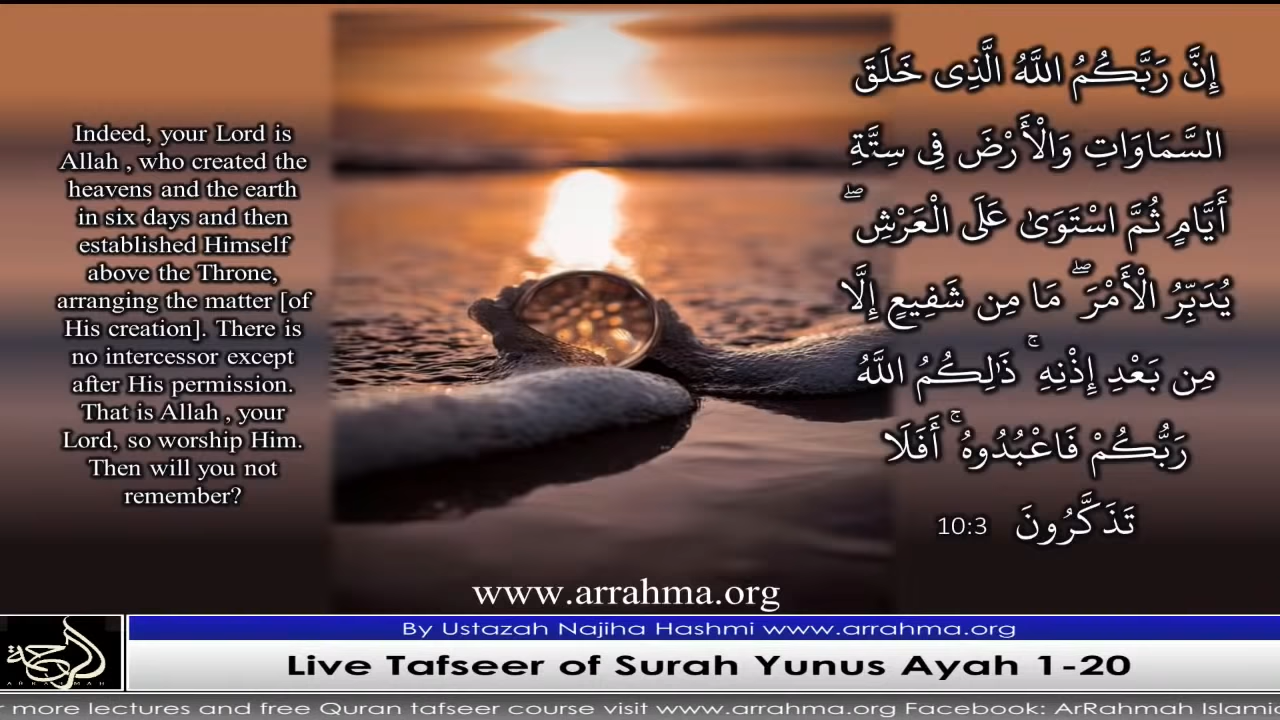 Indeed, your Lord is
Allah , who created the
heavens and the earth
in six days and then
established Himself
above the Throne,
arranging the matter [of
His creation]. There is
no intercessor except
after His permission.
That is Allah , your
Lord, so worship Him.
Then will you not
remember?
إِنَّ رَبَّكُمُ اللَّهُ الَّذِى خَلَقَ
السَّمَاوَاتِ وَالْأَرْضَ فِى سِتَّةِ
أَيَّامٍ ثُمَّ اسْتَوَىٰ عَلَى الْعَرْشِ ۖ
يُدَبِّرُ الْأَمْرَ ۖ مَا مِن شَفِيعٍ إِلَّا
مِن بَعْدِ إِذْنِهِ ۚ ذَالِكُمُ اللَّهُ
رَبُّكُمْ فَاعْبُدُوهُ ۚ أَفَلَا
تَذَكَّرُونَ 10:3
www.arrahma.org
الرحمة
ARRAHMAH
By Ustazah Najiha Hashmi www.arrahma.org
Live Tafseer of Surah Yunus Ayah 1-20
r more lectures and free Quran tafseer course visit www.arrahma.org Facebook: ArRahmah Islamic